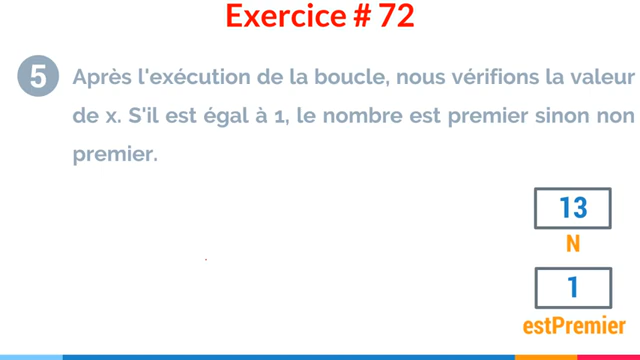 Exercice # 72
5
Après l'exécution de la boucle, nous vérifions la valeur
de x. S'il est égal à 1, le nombre est premier sinon non
premier.
13
N
1
estPremier